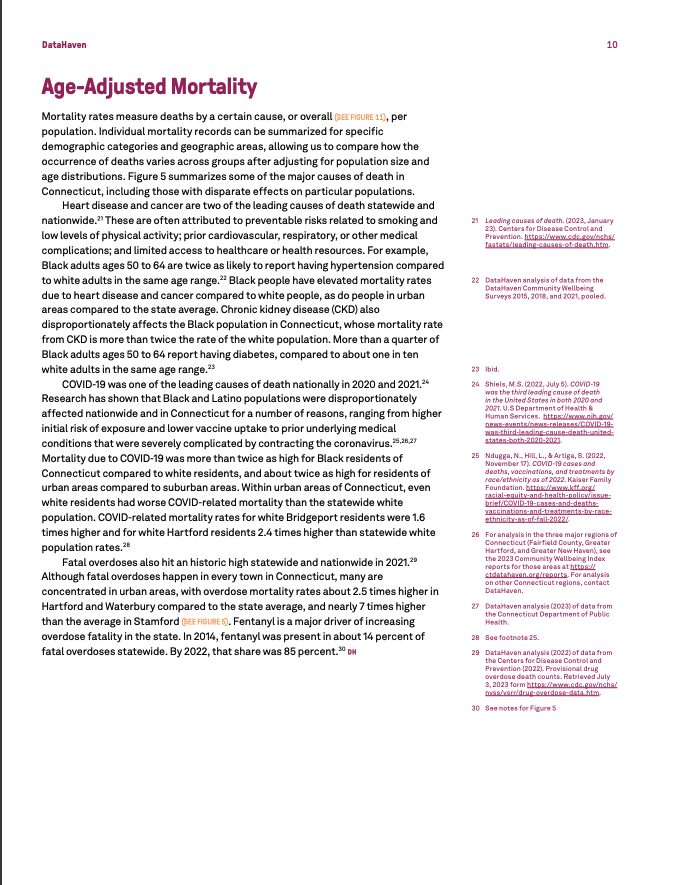 DataHaven
10
Age-Adjusted Mortality
Mortality rates measure deaths by a certain cause, or overall (SEE FIGURE 11), per
population. Individual mortality records can be summarized for specific
demographic categories and geographic areas, allowing us to compare how the
occurrence of deaths varies across groups after adjusting for population size and
age distributions. Figure 5 summarizes some of the major causes of death in
Connecticut, including those with disparate effects on particular populations.
Heart disease and cancer are two of the leading causes of death statewide and
nationwide.21 These are often attributed to preventable risks related to smoking and
low levels of physical activity; prior cardiovascular, respiratory, or other medical
complications; and limited access to healthcare or health resources. For example,
Black adults ages 50 to 64 are twice as likely to report having hypertension compared
to white adults in the same age range.22 Black people have elevated mortality rates
due to heart disease and cancer compared to white people, as do people in urban
areas compared to the state average. Chronic kidney disease (CKD) also
disproportionately affects the Black population in Connecticut, whose mortality rate
from CKD is more than twice the rate of the white population. More than a quarter of
Black adults ages 50 to 64 report having diabetes, compared to about one in ten
white adults in the same age range.23
COVID-19 was one of the leading causes of death nationally in 2020 and 2021.24
Research has shown that Black and Latino populations were disproportionately
affected nationwide and in Connecticut for a number of reasons, ranging from higher
initial risk of exposure and lower vaccine uptake to prior underlying medical
conditions that were severely complicated by contracting the coronavirus.25,26,27
Mortality due to COVID-19 was more than twice as high for Black residents of
Connecticut compared to white residents, and about twice as high for residents of
urban areas compared to suburban areas. Within urban areas of Connecticut, even
white residents had worse COVID-related mortality than the statewide white
population. COVID-related mortality rates for white Bridgeport residents were 1.6
times higher and for white Hartford residents 2.4 times higher than statewide white
population rates.28
Fatal overdoses also hit an historic high statewide and nationwide in 2021.29
Although fatal overdoses happen in every town in Connecticut, many are
concentrated in urban areas, with overdose mortality rates about 2.5 times higher in
Hartford and Waterbury compared to the state average, and nearly 7 times higher
than the average in Stamford (SEE FIGURE 5). Fentanyl is a major driver of increasing
overdose fatality in the state. In 2014, fentanyl was present in about 14 percent of
fatal overdoses statewide. By 2022, that share was 85 percent.30 DH
21 Leading causes of death. (2023, January
23). Centers for Disease Control and
Prevention. https://www.cdc.gov/nchs/
fastats/leading-causes-of-death.htm.
22 DataHaven analysis of data from the
DataHaven Community Wellbeing
Surveys 2015, 2018, and 2021, pooled.
23 Ibid.
24 Shiels, M.S. (2022, July 5). COVID-19
was the third leading cause of death
in the United States in both 2020 and
2021. U.S Department of Health &
Human Services. https://www.nih.gov/
news-events/news-releases/COVID-19-
was-third-leading-cause-death-united-
states-both-2020-2021.
25 Ndugga, N., Hill, L., & Artiga, S. (2022,
November 17). COVID-19 cases and
deaths, vaccinations, and treatments by
race/ethnicity as of 2022. Kaiser Family
Foundation. https://www.kff.org/
racial-equity-and-health-policy/issue-
brief/COVID-19-cases-and-deaths-
vaccinations-and-treatments-by-race-
ethnicity-as-of-fall-2022/.
26 For analysis in the three major regions of
Connecticut (Fairfield County, Greater
Hartford, and Greater New Haven), see
the 2023 Community Wellbeing Index
reports for those areas at https://
ctdatahaven.org/reports. For analysis
on other Connecticut regions, contact
DataHaven.
27 DataHaven analysis (2023) of data from
the Connecticut Department of Public
Health.
28 See footnote 25.
29 DataHaven analysis (2022) of data from
the Centers for Disease Control and
Prevention (2022). Provisional drug
overdose death counts. Retrieved July
3, 2023 form https://www.cdc.gov/nchs/
nvss/vsrr/drug-overdose-data.htm.
30 See notes for Figure 5